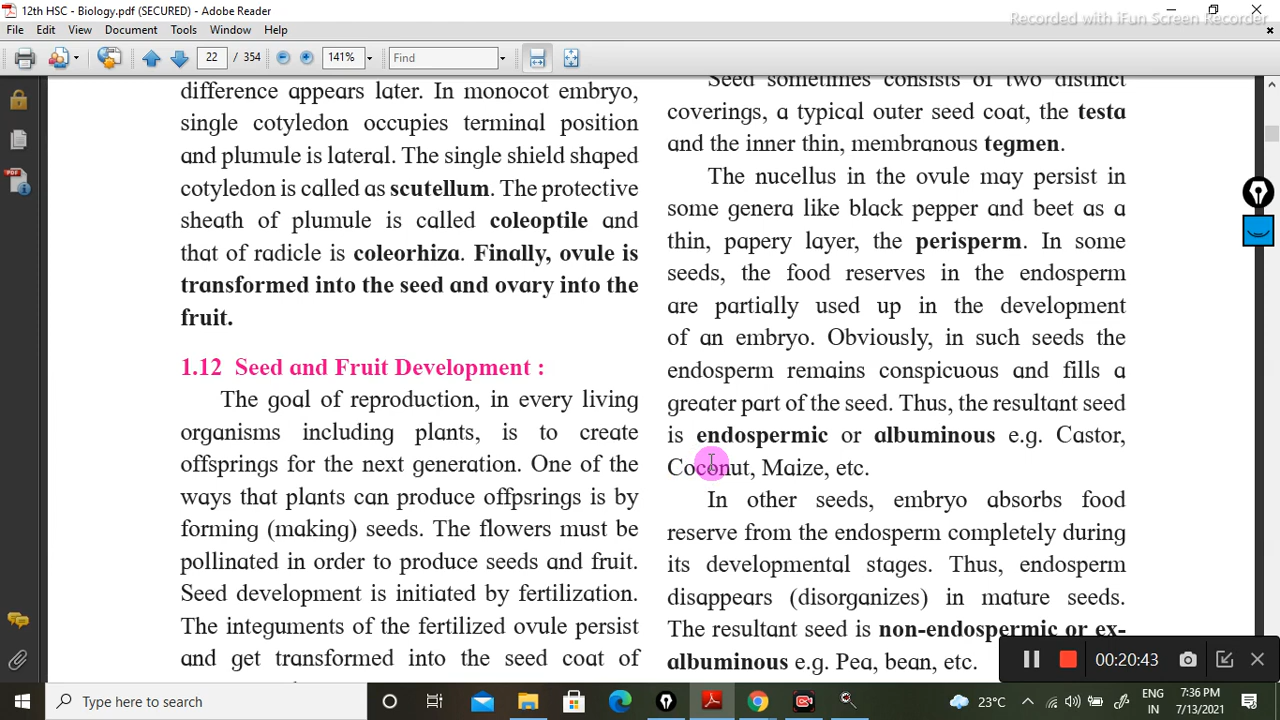 12th HSC - Biology.pdf (SECURED) - Adobe Reader
Recorded with iFun Screen Recorder
File Edit View Document Tools Window Help
22 / 354 141% Find
difference appears later. In monocot embryo,
single cotyledon occupies terminal position
and plumule is lateral. The single shield shaped
cotyledon is called as scutellum. The protective
sheath of plumule is called coleoptile and
that of radicle is coleorhiza. Finally, ovule is
transformed into the seed and ovary into the
fruit.
1.12 Seed and Fruit Development :
The goal of reproduction, in every living
organisms including plants, is to create
offsprings for the next generation. One of the
ways that plants can produce offpsrings is by
forming (making) seeds. The flowers must be
pollinated in order to produce seeds and fruit.
Seed development is initiated by fertilization.
The integuments of the fertilized ovule persist
and get transformed into the seed coat of
Seed sometimes consists of two distinct
coverings, a typical outer seed coat, the testa
and the inner thin, membranous tegmen.
The nucellus in the ovule may persist in
some genera like black pepper and beet as a
thin, papery layer, the perisperm. In some
seeds, the food reserves in the endosperm
are partially used up in the development
of an embryo. Obviously, in such seeds the
endosperm remains conspicuous and fills a
greater part of the seed. Thus, the resultant seed
is endospermic or albuminous e.g. Castor,
Coconut, Maize, etc.
In other seeds, embryo absorbs food
reserve from the endosperm completely during
its developmental stages. Thus, endosperm
disappears (disorganizes) in mature seeds.
The resultant seed is non-endospermic or ex-
albuminous e.g. Pea, bean, etc.
00:20:43
Type here to search
23°C
ENG
IN
7:36 PM
7/13/2021